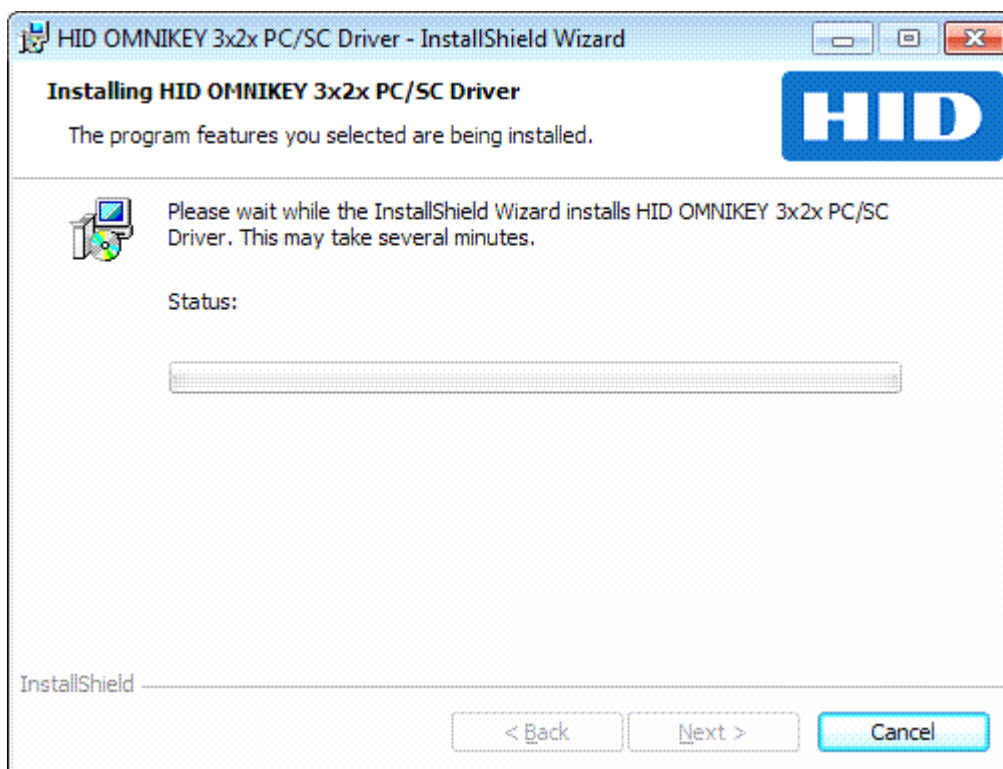 HID OMNIKEY 3x2x PC/SC Driver - InstallShield Wizard
Installing HID OMNIKEY 3x2x PC/SC Driver
The program features you selected are being installed.
HID
Please wait while the InstallShield Wizard installs HID OMNIKEY 3x2x PC/SC
Driver. This may take several minutes.
Status:
InstallShield
< Back
Next >
Cancel